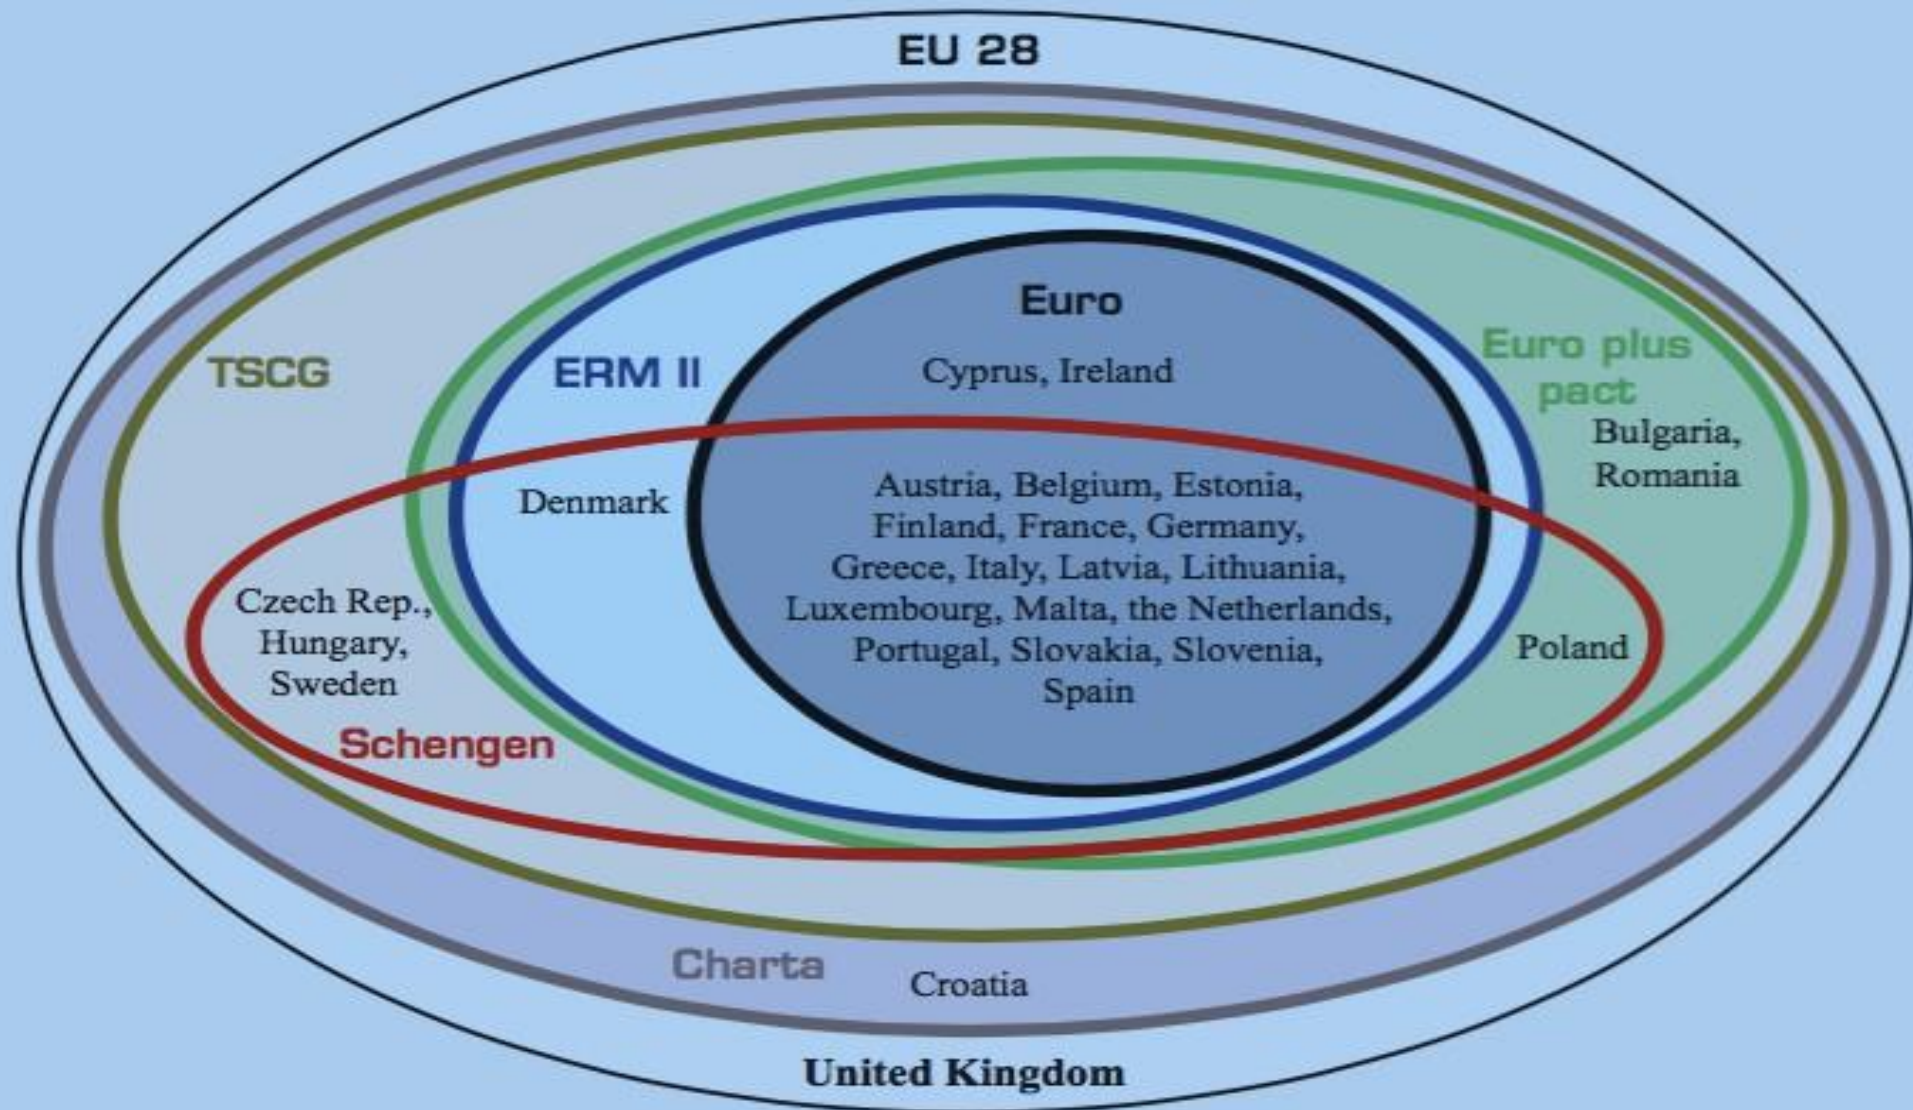 EU 28
Euro
TSCG
ERM II
Euro plus
pact
Cyprus, Ireland
Bulgaria,
Romania
Denmark
Austria, Belgium, Estonia,
Finland, France, Germany,
Greece, Italy, Latvia, Lithuania,
Luxembourg, Malta, the Netherlands,
Portugal, Slovakia, Slovenia,
Spain
Czech Rep.,
Hungary,
Sweden
Poland
Schengen
Charta
Croatia
United Kingdom